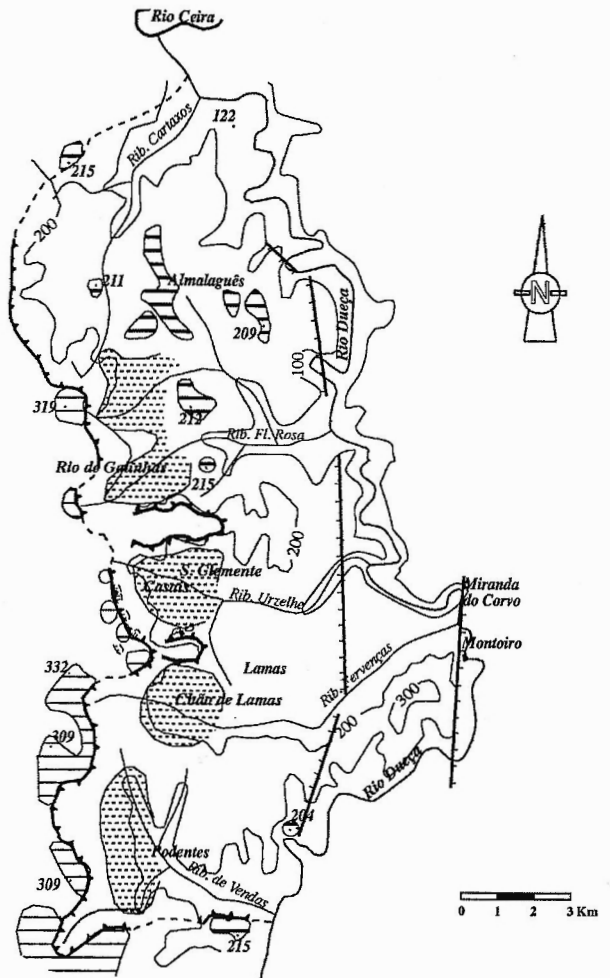 Rio Ceira
122
Rib. Cartaxos
215
200
211
Almalaguês
209
Rio Dueça
N
100
319
212
Rib. Fl. Rosa
Rio de Galinhas
215
200
S. Clemente
Casais
Rib. Urzelhe
Miranda
do Corvo
Montoiro
Lamas
332
Chão de Lamas
Rib. Fervenças
200
300
309
Rio Dueça
204
Podentes
309
Rib. de Vendas
215
0 1 2 3 Km